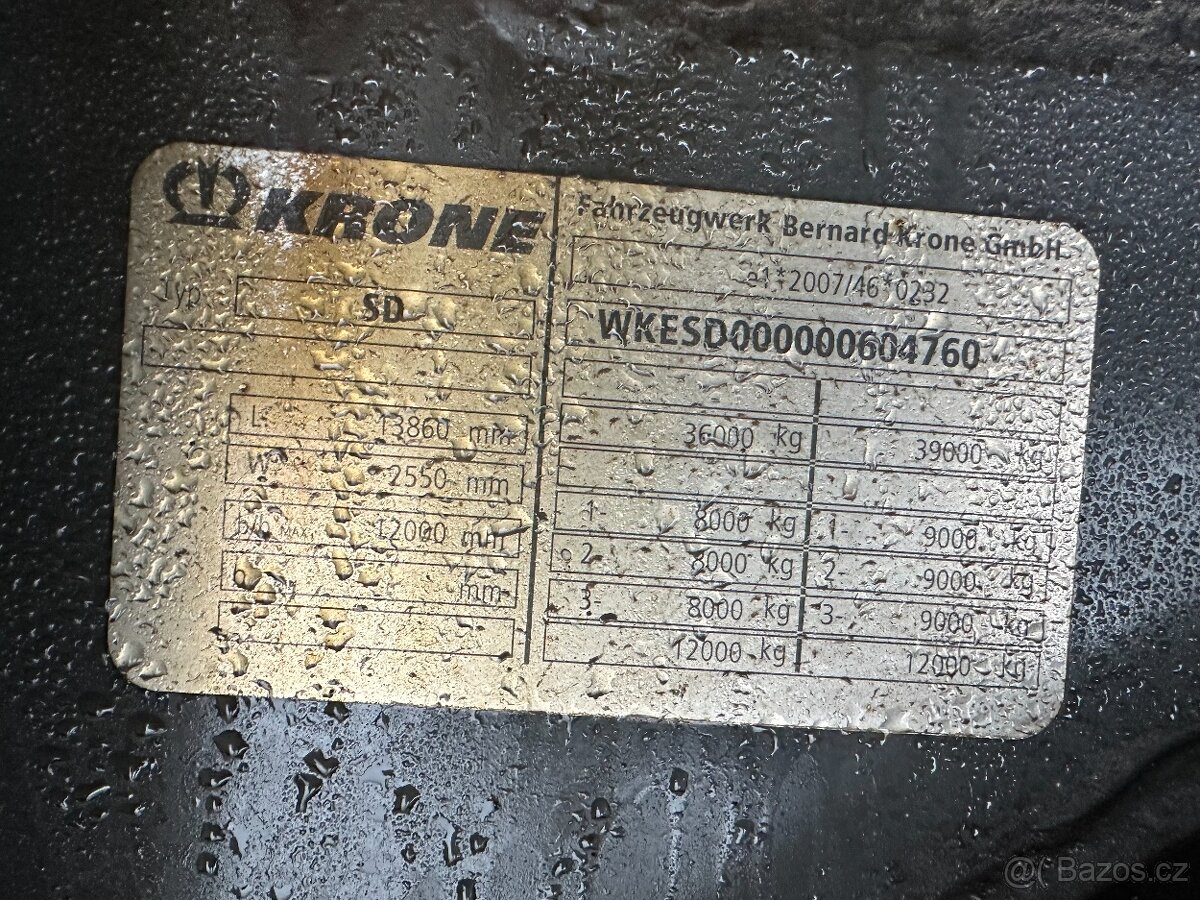 KRONE
Fahrzeugwerk Bernard Krone GmbH
e1*2007/46*0232
Typ SD
WKESD000000604760
L 13860 mm
36000 kg 39000 kg
W 2550 mm
1- 8000 kg 1- 9000 kg
MAX. 12000 mm
2- 8000 kg 2- 9000 kg
mm
3- 8000 kg 3- 9000 kg
12000 kg 12000 kg
Bazos.cz